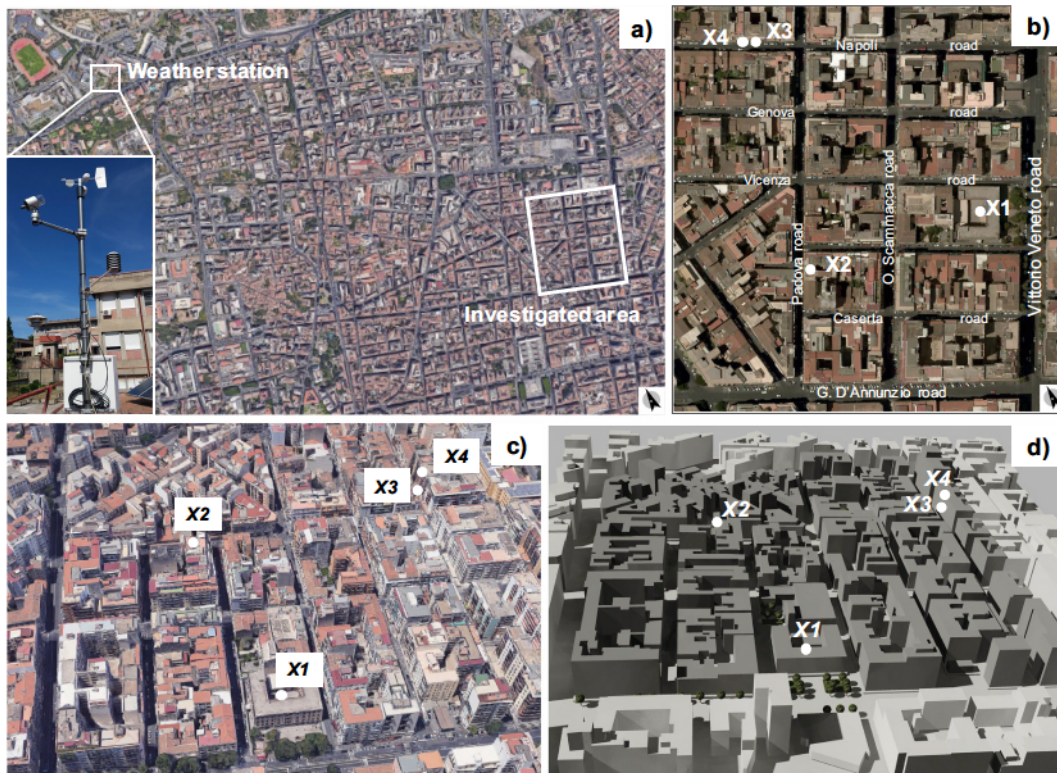 a)
Weather station
Investigated area
b)
X4 X3
Napoli road
Genova road
Vicenza road
X1
O. Scammacca road
Vittorio Veneto road
Padova road
X2
Caserta road
G. D'Annunzio road
c)
X4
X3
X2
X1
d)
X4
X3
X2
X1